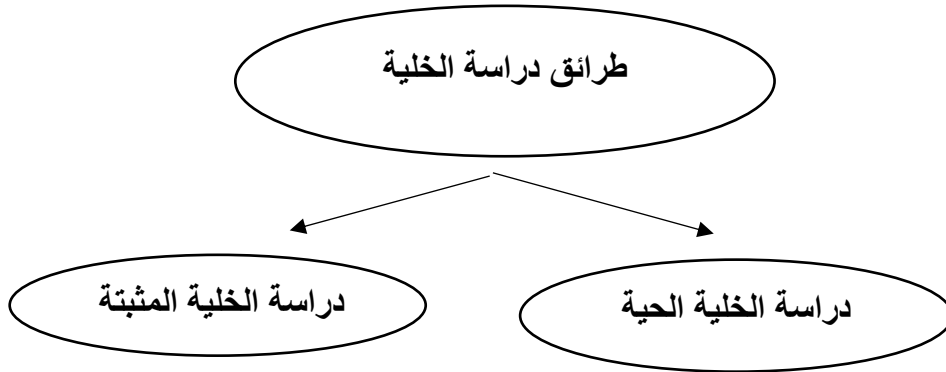 طرائق دراسة الخلية
دراسة الخلية الحية
دراسة الخلية المثبتة